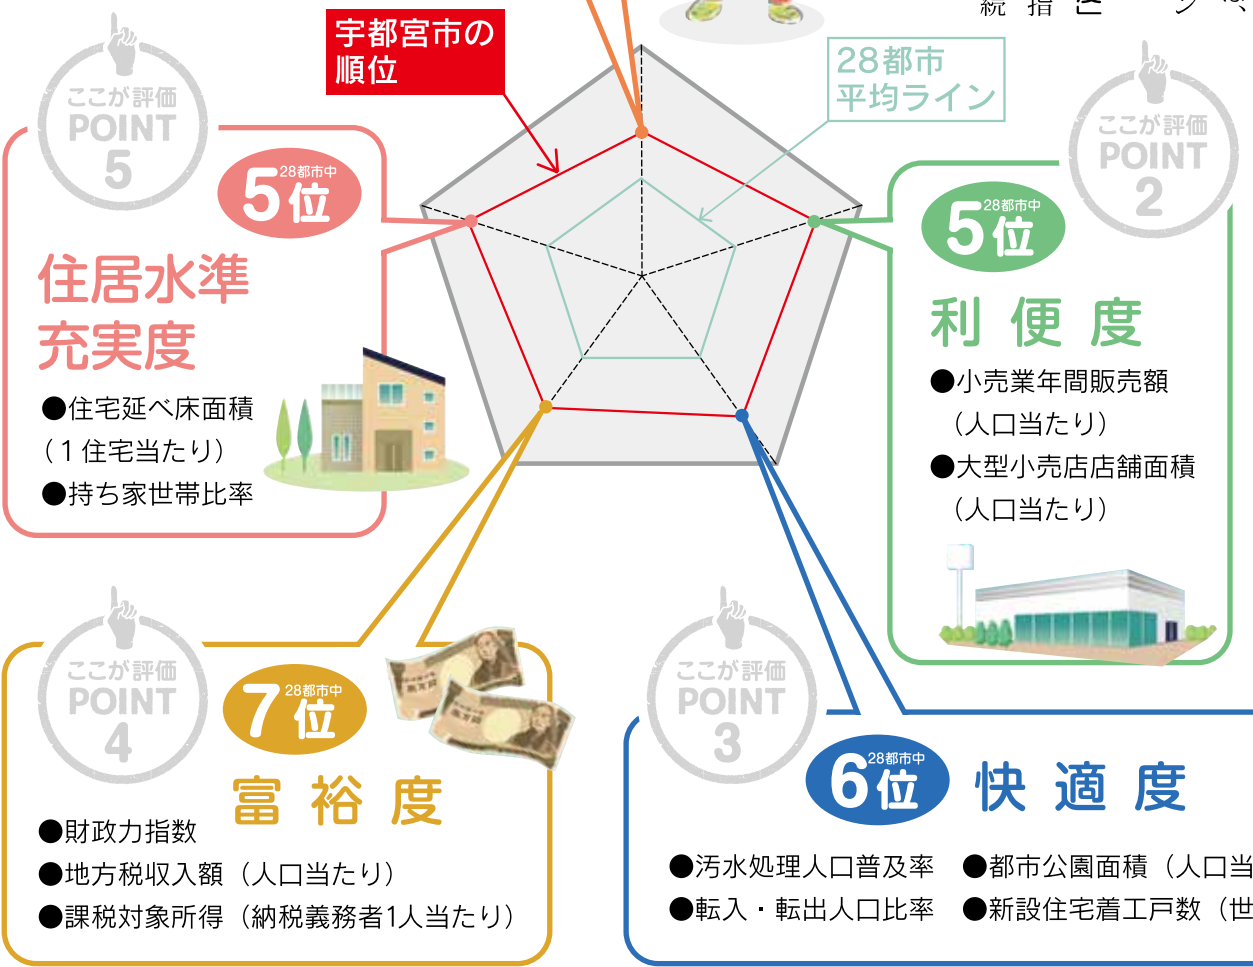 宇都宮市の
順位
28都市
平均ライン
ここが評価
POINT
2
28都市中
5位
利便度
●小売業年間販売額
(人口当たり)
●大型小売店店舗面積
(人口当たり)
ここが評価
POINT
3
28都市中
6位
快適度
●汚水処理人口普及率 ●都市公園面積(人口当
●転入・転出人口比率 ●新設住宅着工戸数(世
ここが評価
POINT
4
28都市中
7位
富裕度
●財政力指数
●地方税収入額(人口当たり)
●課税対象所得(納税義務者1人当たり)
ここが評価
POINT
5
28都市中
5位
住居水準
充実度
●住宅延べ床面積
(1住宅当たり)
●持ち家世帯比率